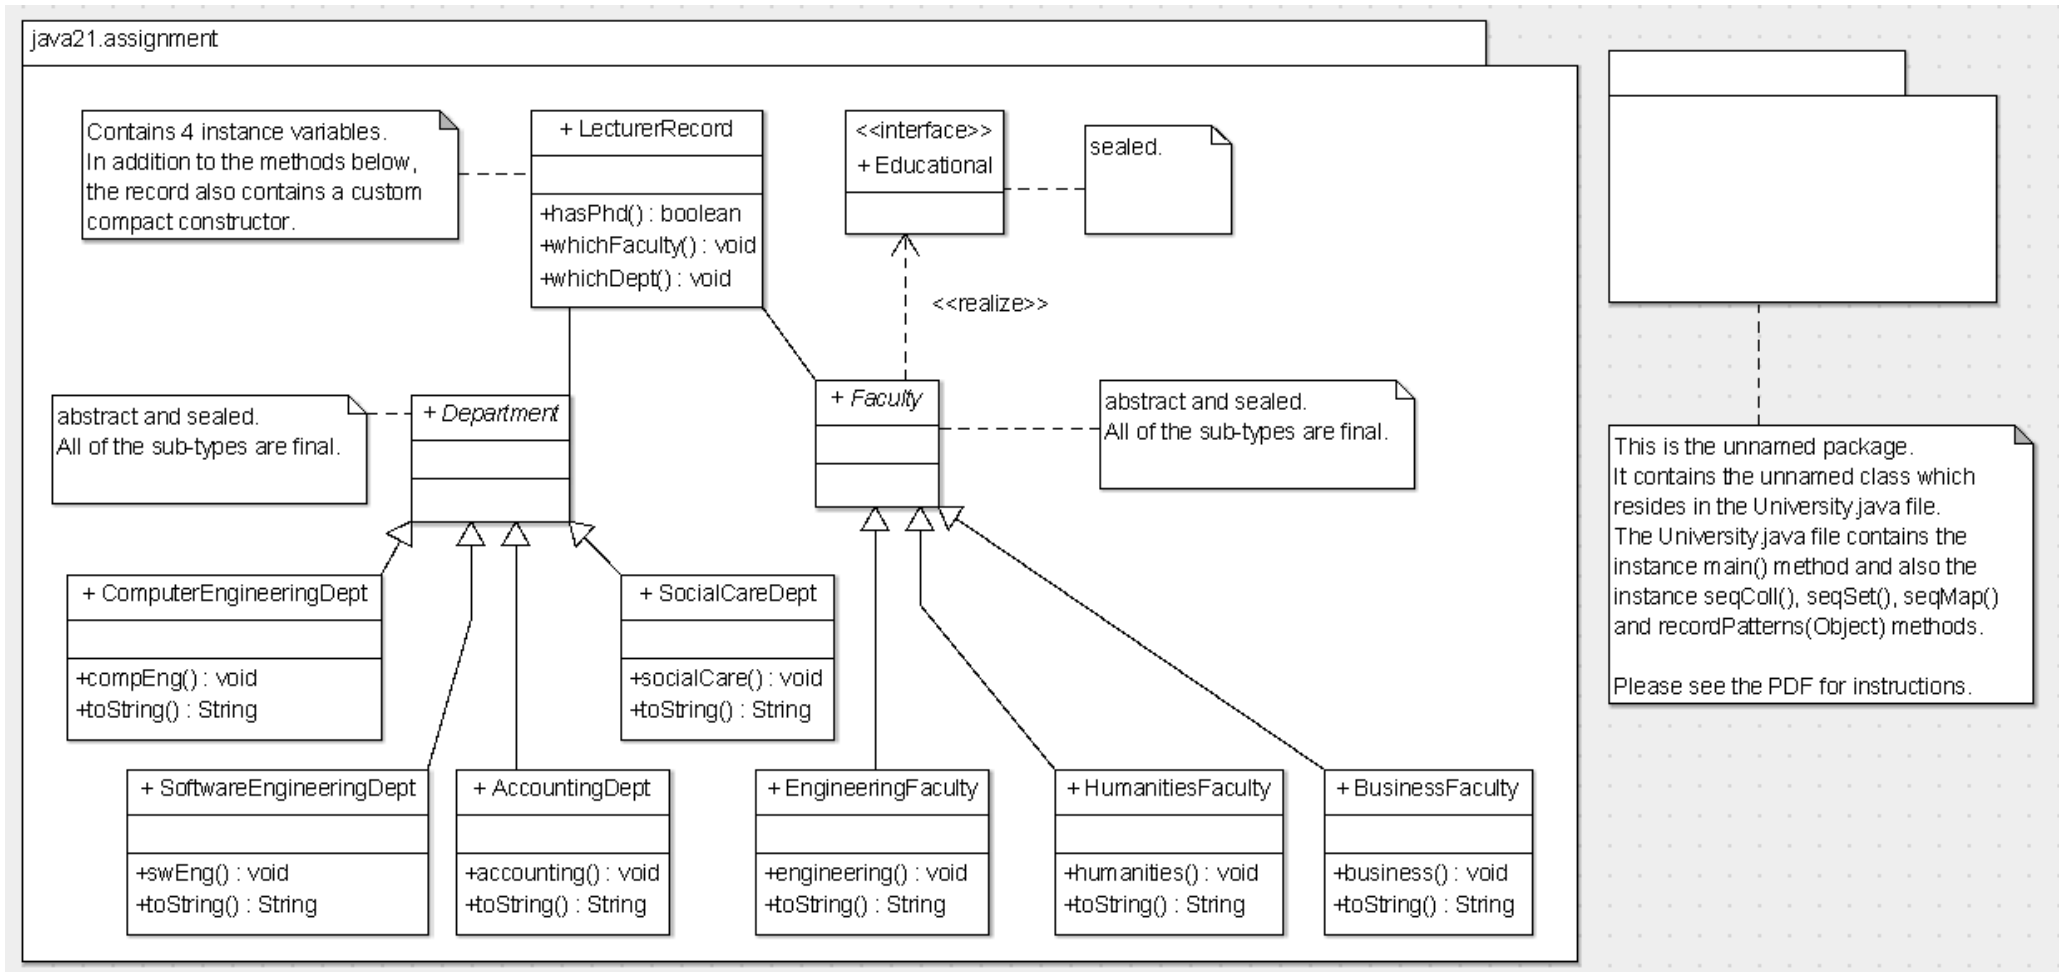 java21.assignment
Contains 4 instance variables.
In addition to the methods below,
the record also contains a custom
compact constructor.
+ LecturerRecord
+hasPhd() : boolean
+whichFaculty() : void
+whichDept() : void
<<interface>>
+ Educational
sealed.
<<realize>>
abstract and sealed.
All of the sub-types are final.
+ Department
+ Faculty
abstract and sealed.
All of the sub-types are final.
This is the unnamed package.
It contains the unnamed class which
resides in the University.java file.
The University.java file contains the
instance main() method and also the
instance seqColl(), seqSet(), seqMap()
and recordPatterns(Object) methods.
Please see the PDF for instructions.
+ ComputerEngineeringDept
+compEng() : void
+toString() : String
+ SocialCareDept
+socialCare() : void
+toString() : String
+ SoftwareEngineeringDept
+swEng() : void
+toString() : String
+ AccountingDept
+accounting() : void
+toString() : String
+ EngineeringFaculty
+engineering() : void
+toString() : String
+ HumanitiesFaculty
+humanities() : void
+toString() : String
+ BusinessFaculty
+business() : void
+toString() : String